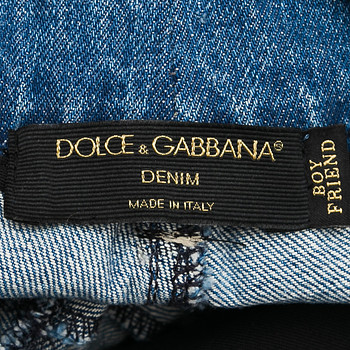 DOLCE & GABBANA®
DENIM
MADE IN ITALY
BOY
FRIEND